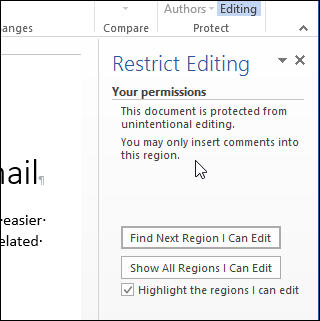 Authors Editing
anges
Compare
Protect
Restrict Editing
Your permissions
This document is protected from
unintentional editing.
You may only insert comments into
this region.
nail¶
easier·
elated·
Find Next Region I Can Edit
Show All Regions I Can Edit
Highlight the regions I can edit